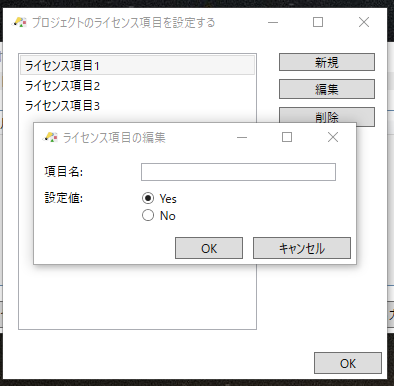 プロジェクトのライセンス項目を設定する
ライセンス項目1
ライセンス項目2
ライセンス項目3
新規
編集
削除
ライセンス項目の編集
項目名:
設定値:
Yes
No
OK
キャンセル
OK